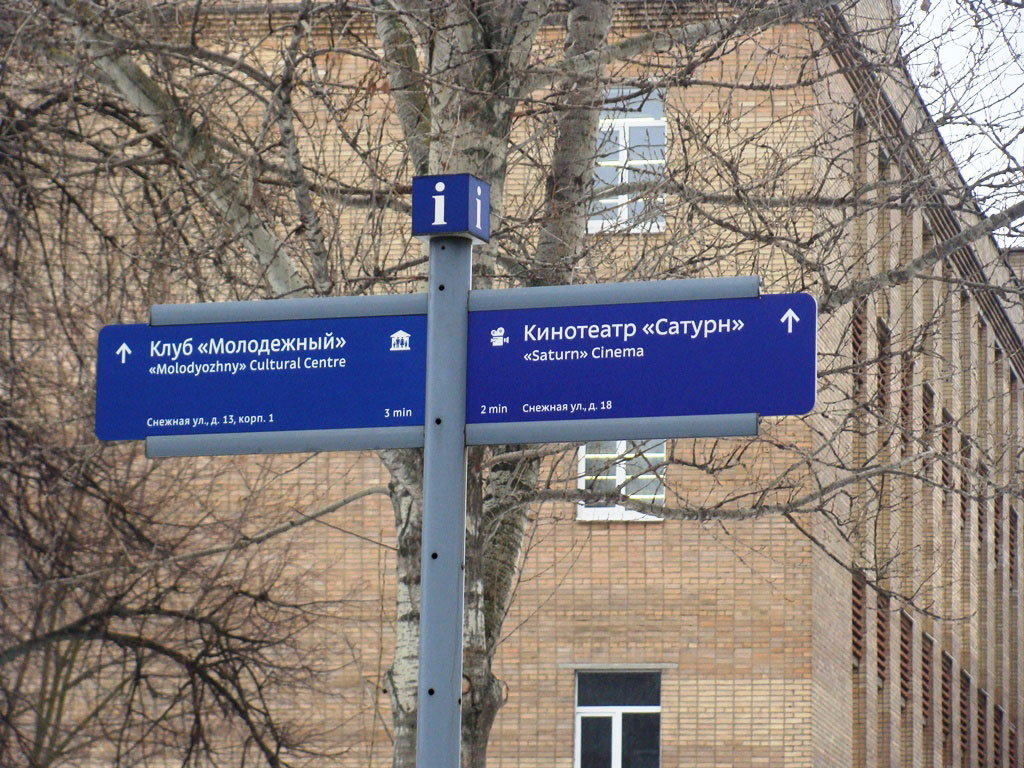 i i
Клуб «Молодежный»
«Molodyozhny» Cultural Centre
Снежная ул., д. 13, корп. 1
3 min
Кинотеатр «Сатурн»
«Saturn» Cinema
2 min
Снежная ул., д. 18